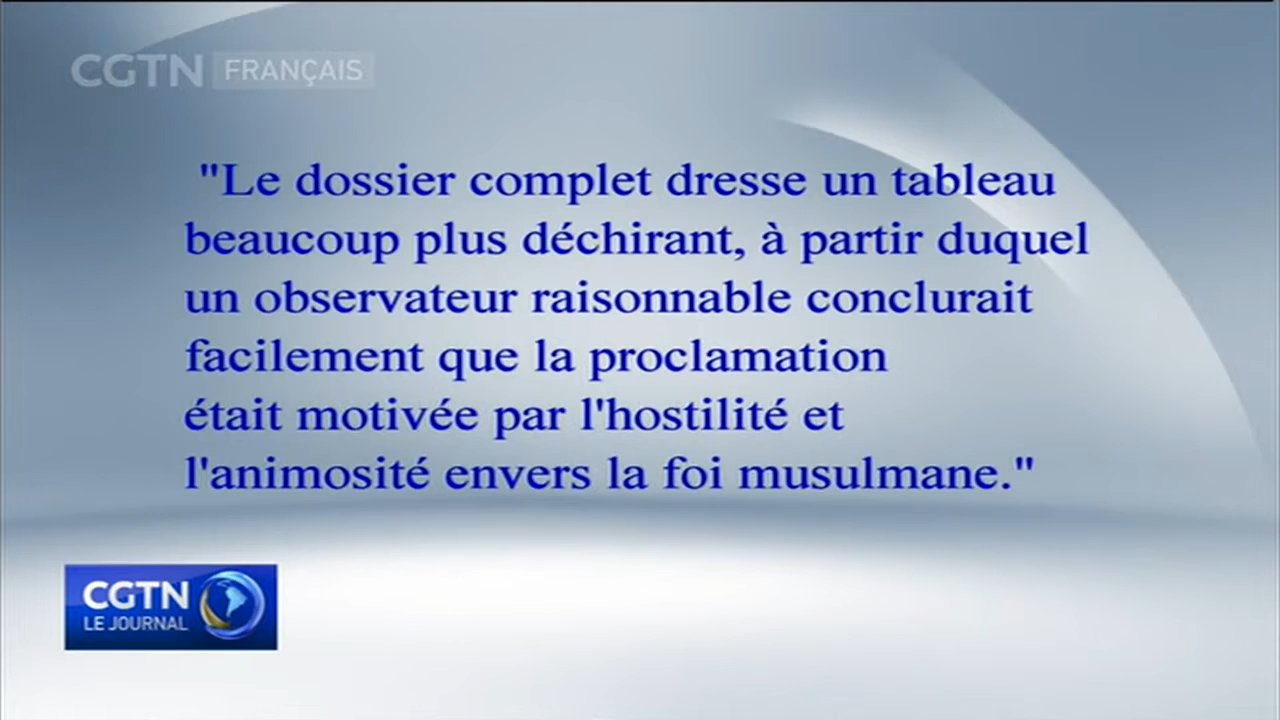 CGTN FRANÇAIS
"Le dossier complet dresse un tableau
beaucoup plus déchirant, à partir duquel
un observateur raisonnable conclurait
facilement que la proclamation
était motivée par l'hostilité et
l'animosité envers la foi musulmane."
CGTN
LE JOURNAL